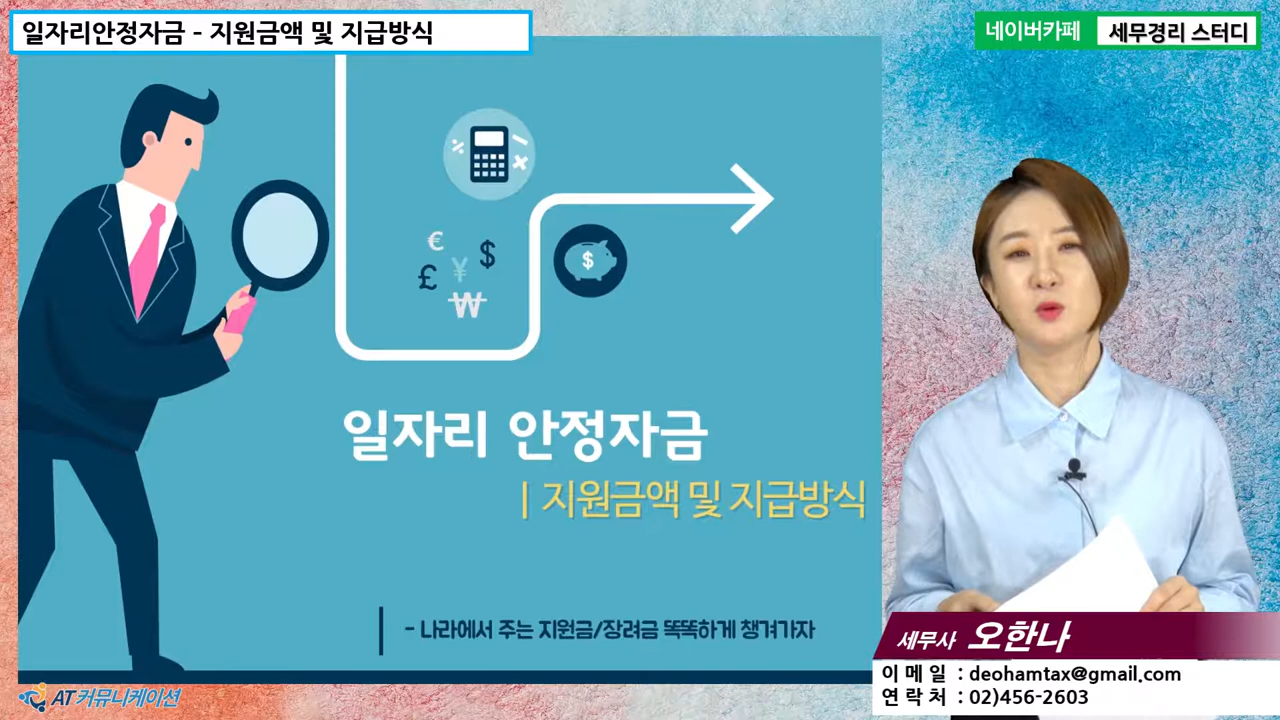 일자리안정자금 - 지원금액 및 지급방식
네이버카페 세무경리 스터디
% 
€ $
£ ¥
₩
$
일자리 안정자금
| 지원금액 및 지급방식
- 나라에서 주는 지원금/장려금 똑똑하게 챙겨가자
세무사 오한나
이 메 일 : deohamtax@gmail.com
연 락 처 : 02)456-2603
AT커뮤니케이션